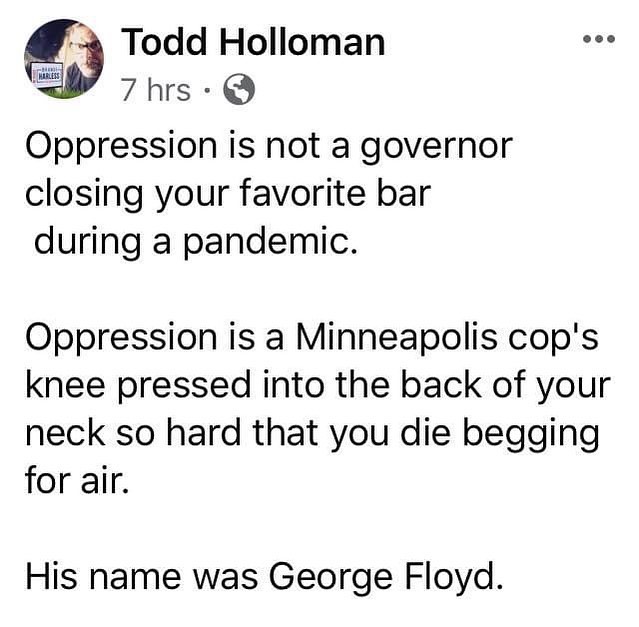 Todd Holloman
7 hrs ·
HARLESS
Oppression is not a governor
closing your favorite bar
during a pandemic.
Oppression is a Minneapolis cop's
knee pressed into the back of your
neck so hard that you die begging
for air.
His name was George Floyd.